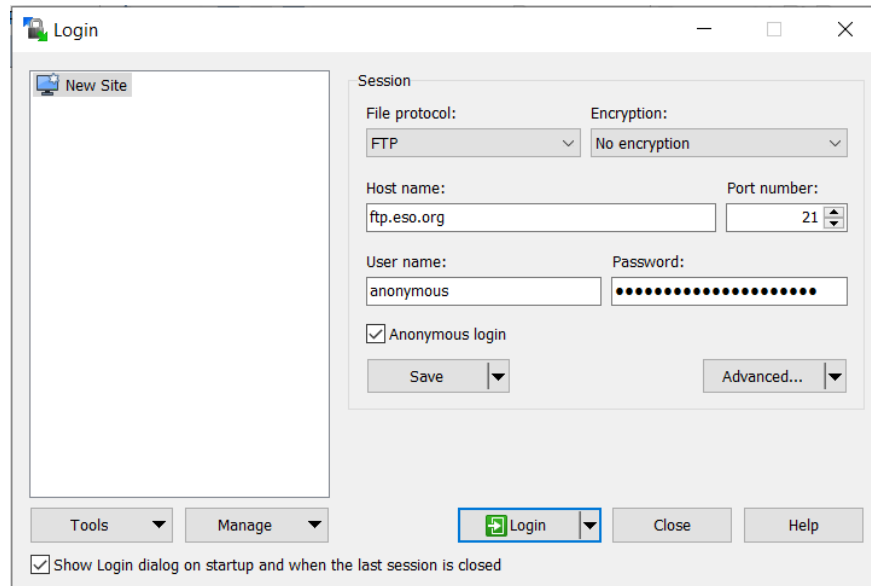 Login
New Site
Session
File protocol:
Encryption:
FTP
No encryption
Host name:
Port number:
ftp.eso.org
21
User name:
Password:
anonymous
●●●●●●●●●●●●●●●●●●●●●
Anonymous login
Save
Advanced...
Tools
Manage
Login
Close
Help
Show Login dialog on startup and when the last session is closed